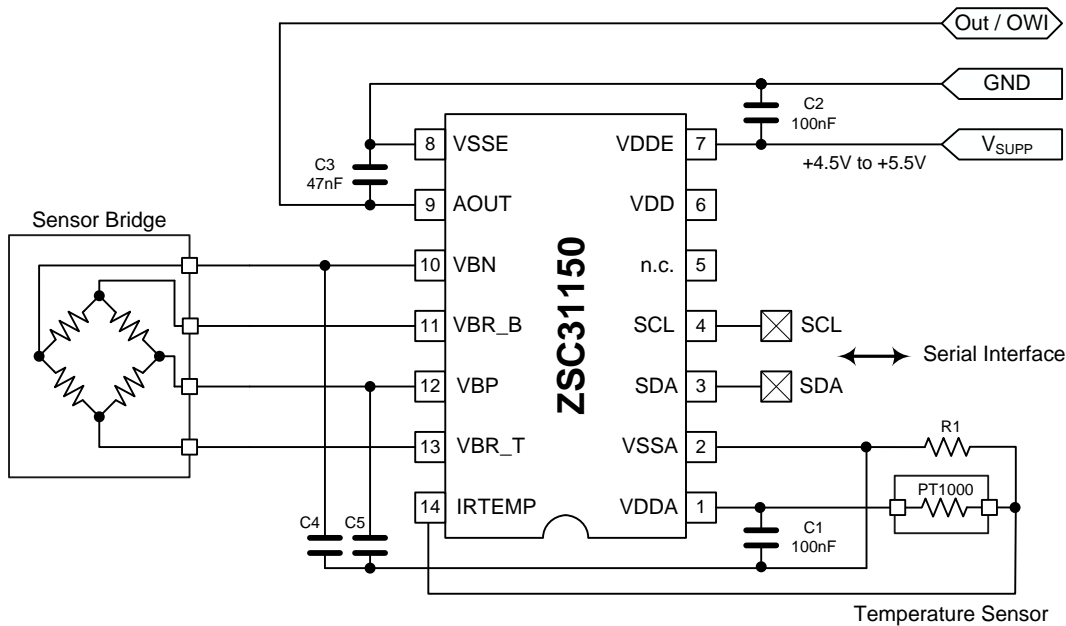 Out / OWI
GND
C2
100nF
8 VSSE VDDE 7
VSUPP
+4.5V to +5.5V
C3
47nF
9 AOUT VDD 6
Sensor Bridge
10 VBN n.c. 5
ZSC31150
11 VBR_B SCL 4 SCL
Serial Interface
12 VBP SDA 3 SDA
13 VBR_T VSSA 2
R1
PT1000
14 IRTEMP VDDA 1
C4 C5
C1
100nF
Temperature Sensor